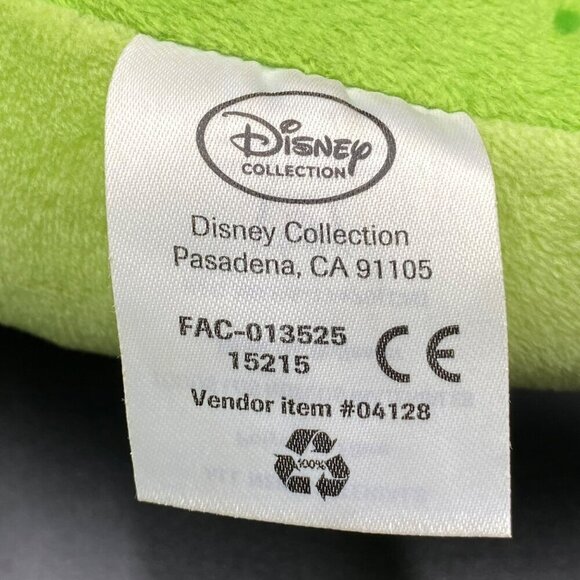 Disney
COLLECTION
Disney Collection
Pasadena, CA 91105
FAC-013525
15215
CE
Vendor item #04128
100%